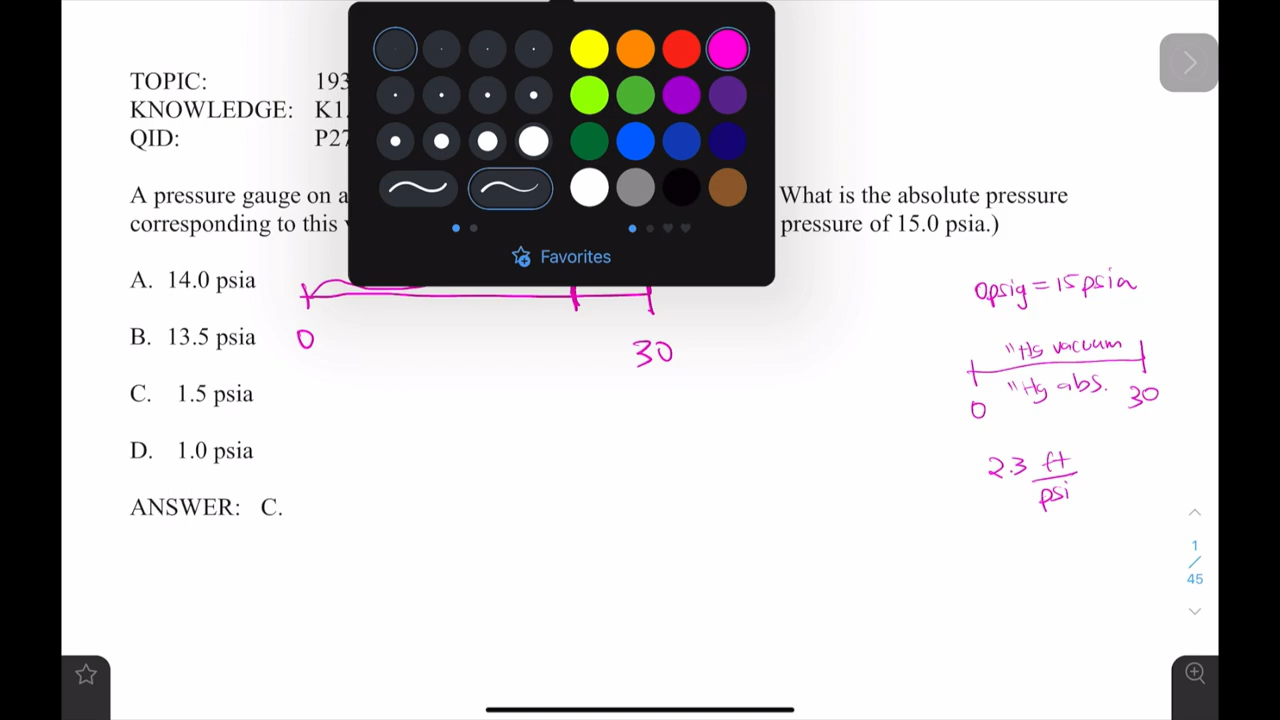 TOPIC: 193
KNOWLEDGE: K1.
QID: P27
A pressure gauge on a What is the absolute pressure
corresponding to this pressure of 15.0 psia.)
Favorites
A. 14.0 psia
B. 13.5 psia
C. 1.5 psia
D. 1.0 psia
ANSWER: C.
0
30
0psig = 15 psia
"Hg vacuum
"Hg abs.
0 30
2.3 ft
psi
1
/
45